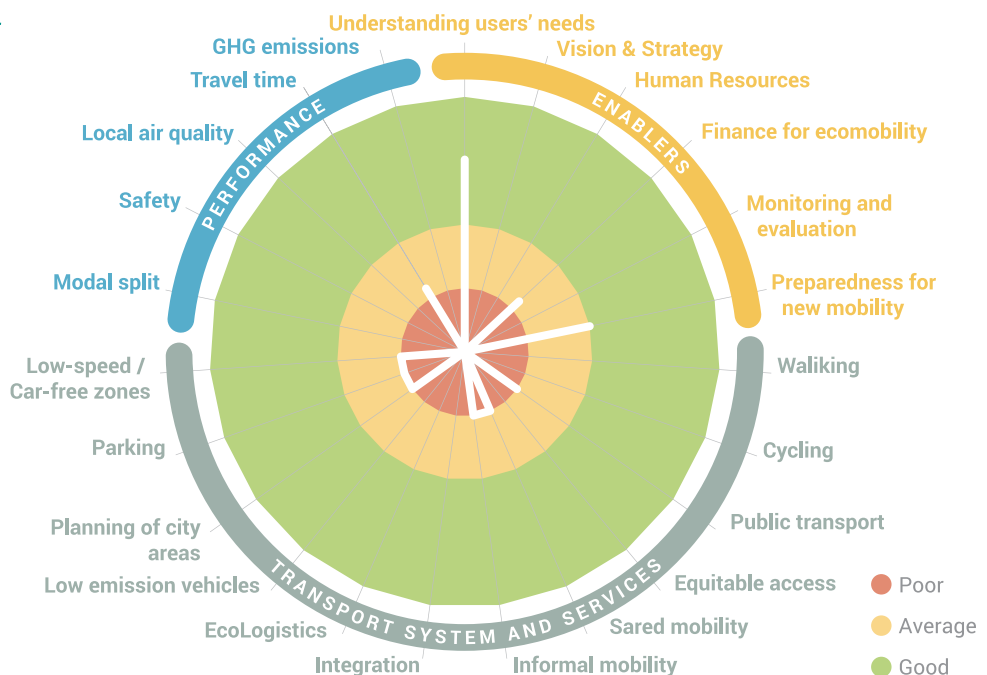 Understanding users' needs
Vision & Strategy
Human Resources
Finance for ecomobility
Monitoring and
evaluation
Preparedness for
new mobility
ENABLERS
Waliking
Cycling
Public transport
Equitable access
Sared mobility
Informal mobility
Integration
EcoLogistics
Low emission vehicles
Planning of city
areas
Parking
Low-speed /
Car-free zones
TRANSPORT SYSTEM AND SERVICES
Modal split
Safety
Local air quality
Travel time
GHG emissions
PERFORMANCE
Poor
Average
Good